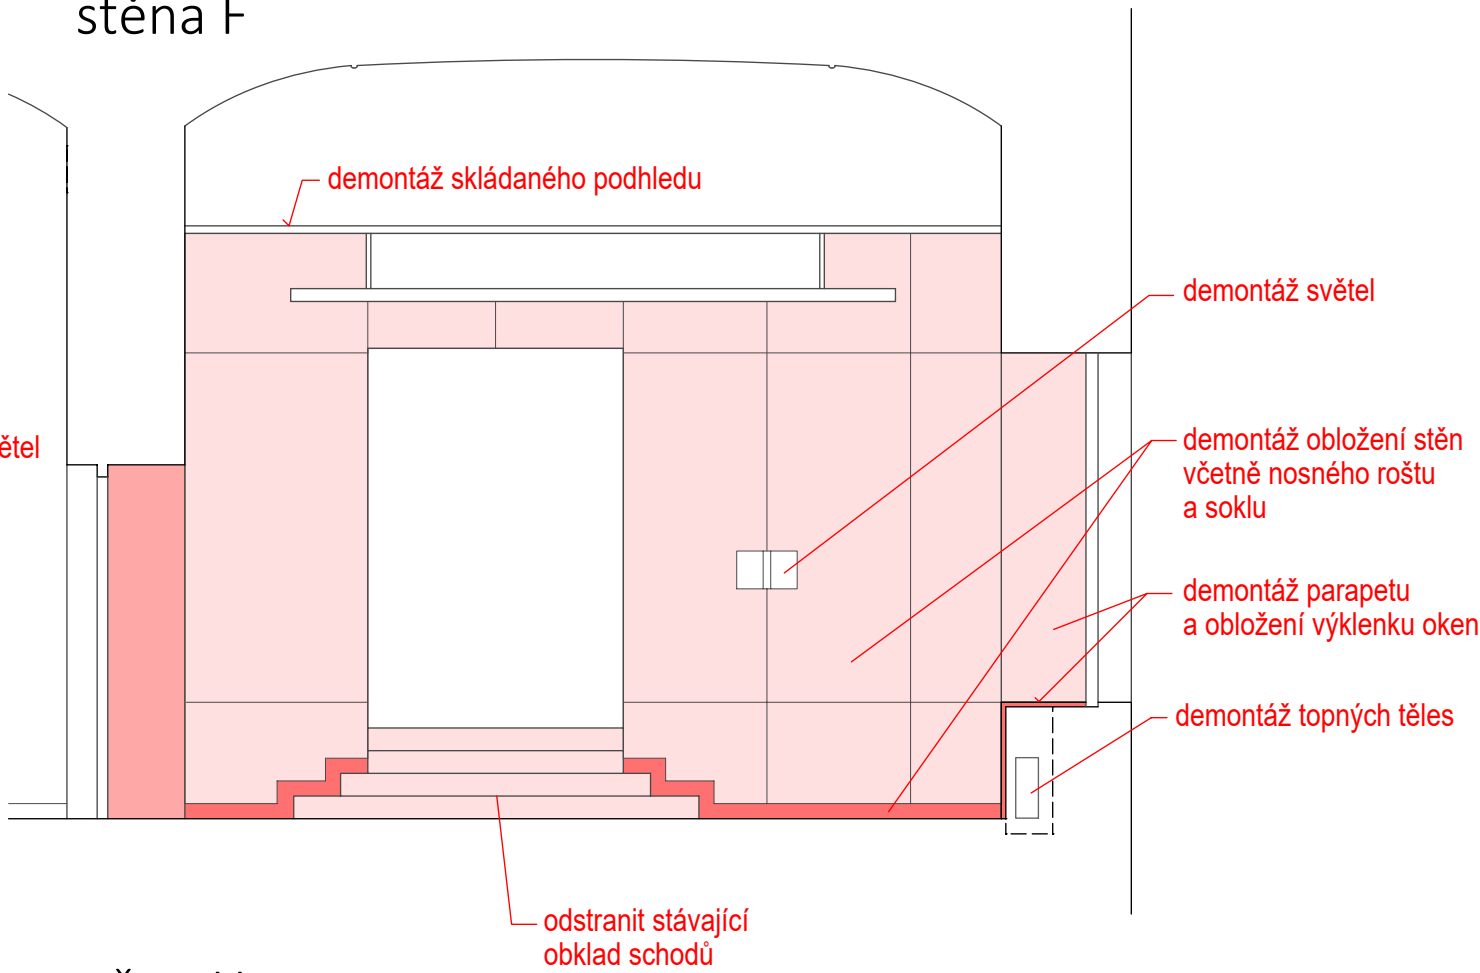 stěna F
demontáž skládaného podhledu
demontáž světel
ětel
demontáž obložení stěn
včetně nosného roštu
a soklu
demontáž parapetu
a obložení výklenku oken
demontáž topných těles
odstranit stávající
obklad schodů